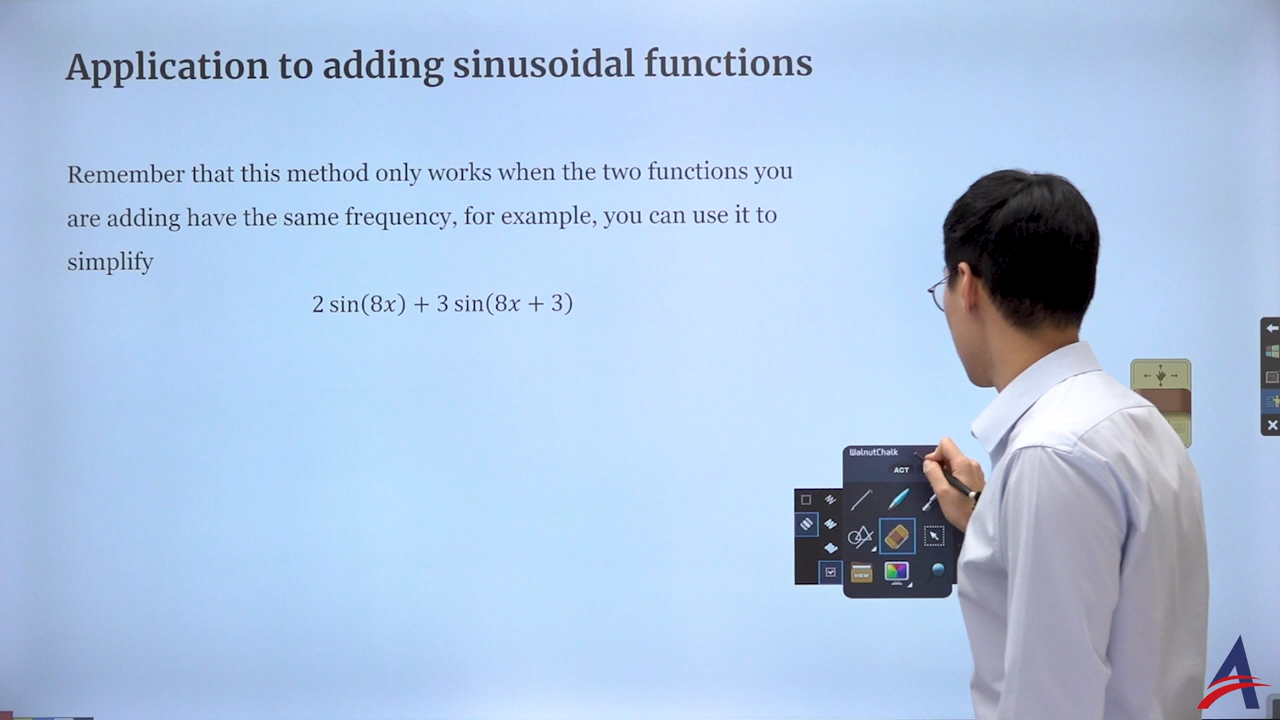 Application to adding sinusoidal functions
Remember that this method only works when the two functions you
are adding have the same frequency, for example, you can use it to
simplify
2 sin(8x) + 3 sin(8x + 3)
WalnutChalk
ACT
VIEW